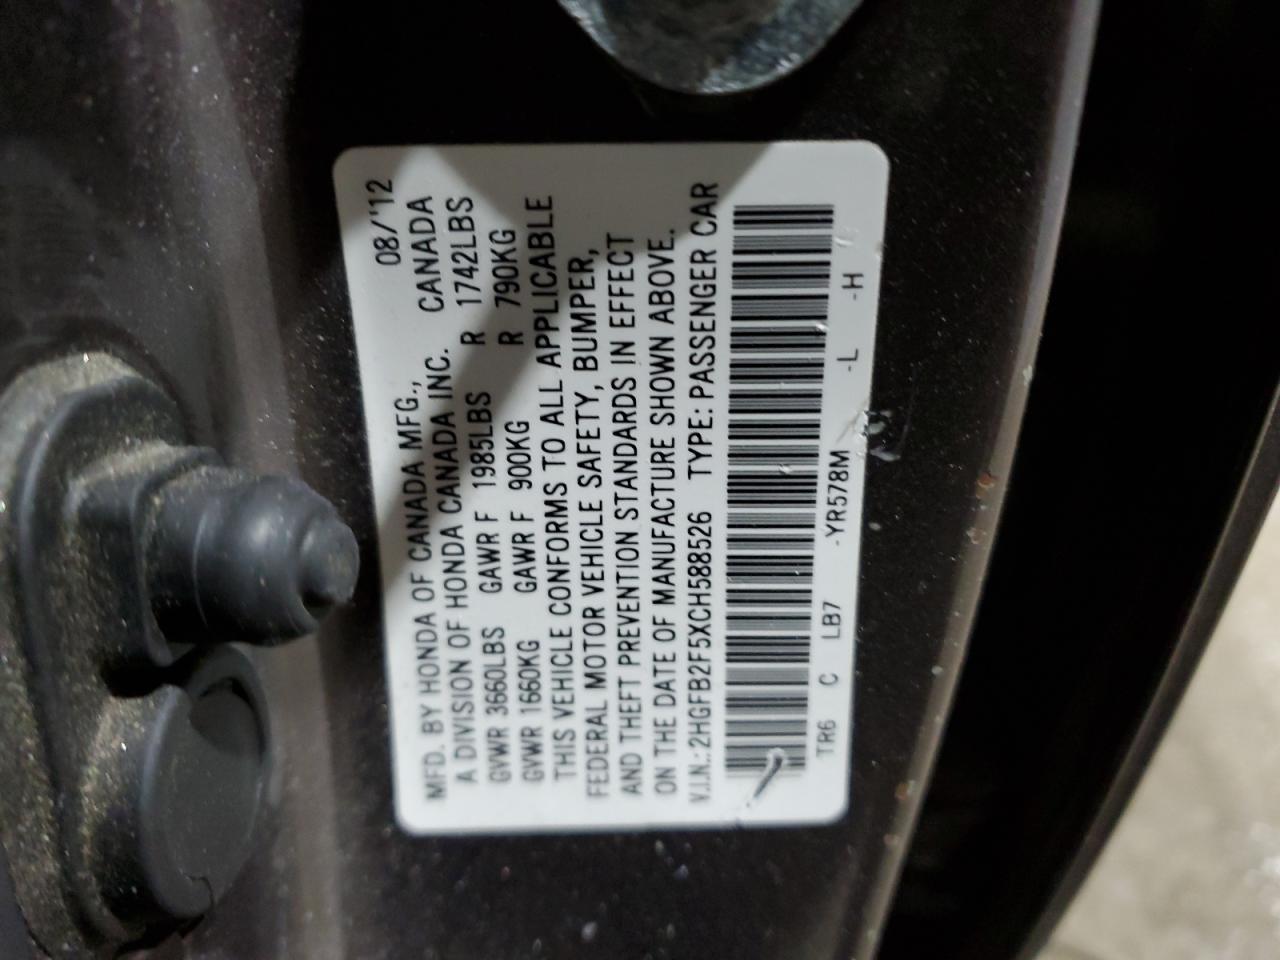 MFD. BY HONDA OF CANADA MFG., 08/'12
A DIVISION OF HONDA CANADA INC. CANADA
GVWR 3660LBS GAWR F 1985LBS R 1742LBS
GVWR 1660KG GAWR F 900KG R 790KG
THIS VEHICLE CONFORMS TO ALL APPLICABLE
FEDERAL MOTOR VEHICLE SAFETY, BUMPER,
AND THEFT PREVENTION STANDARDS IN EFFECT
ON THE DATE OF MANUFACTURE SHOWN ABOVE.
V.I.N.: 2HGFB2F5XCH588526 TYPE: PASSENGER CAR
TR6 C LB7 -YR578M -L -H